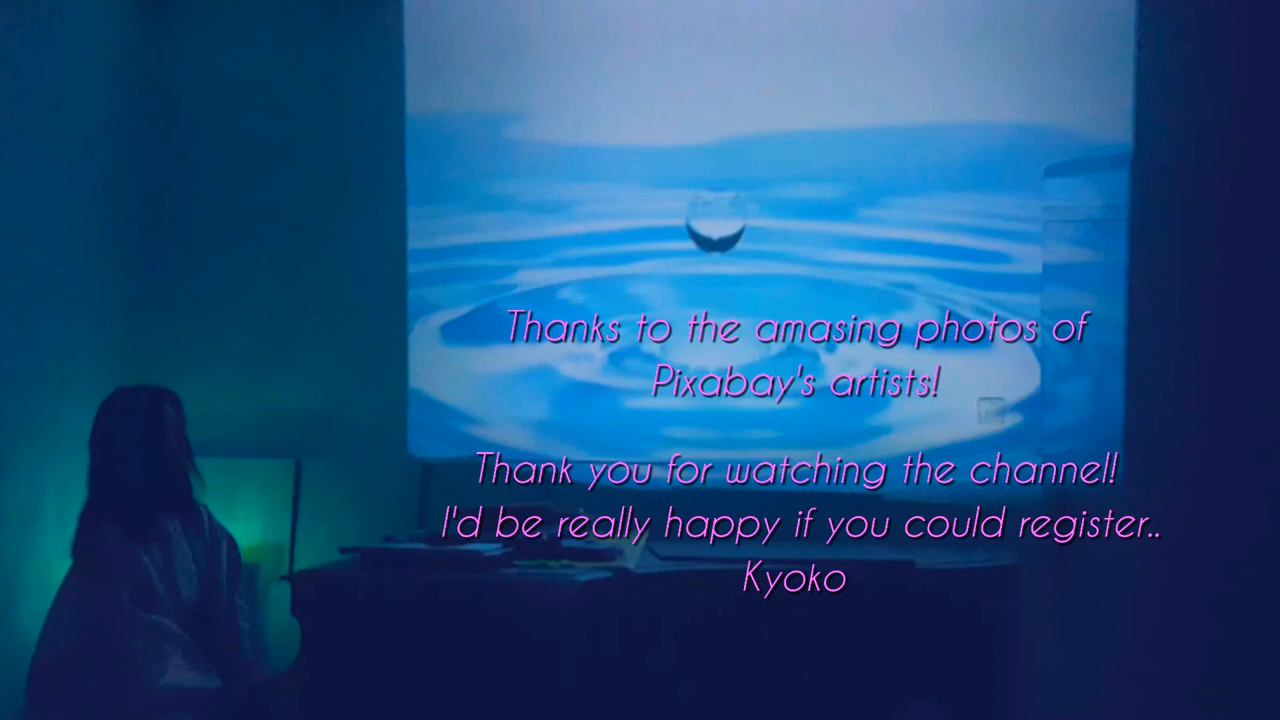 Thanks to the amasing photos of
Pixabay's artists!
Thank you for watching the channel!
I'd be really happy if you could register..
Kyoko